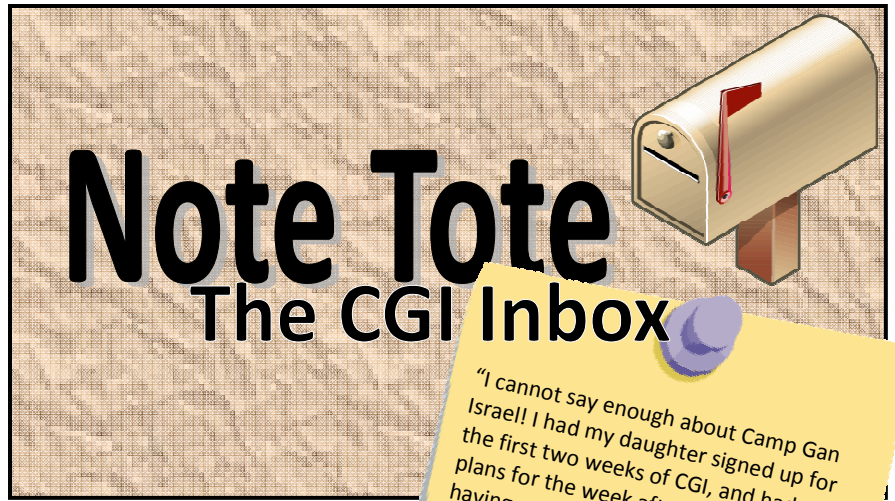 Note Tote
The CGI Inbox
“I cannot say enough about Camp Gan
Israel! I had my daughter signed up for
the first two weeks of CGI, and had
plans for the week
having